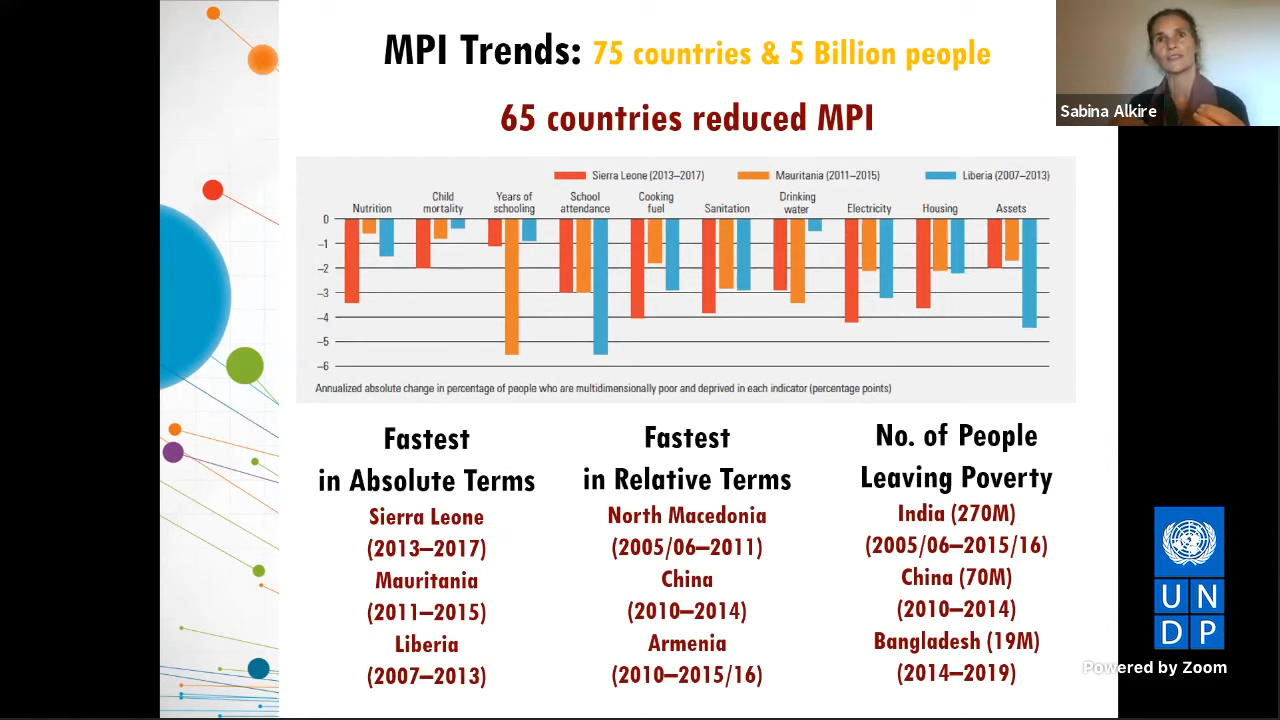 MPI Trends: 75 countries & 5 Billion people
65 countries reduced MPI
Sabina Alkire
Sierra Leone (2013–2017) Mauritania (2011–2015) Liberia (2007–2013)
Nutrition
Child
mortality
Years of
schooling
School
attendance
Cooking
fuel
Sanitation
Drinking
water
Electricity
Housing
Assets
0
–1
–2
–3
–4
–5
–6
Annualized absolute change in percentage of people who are multidimensionally poor and deprived in each indicator (percentage points)
Fastest
in Absolute Terms
Sierra Leone
(2013–2017)
Mauritania
(2011–2015)
Liberia
(2007–2013)
Fastest
in Relative Terms
North Macedonia
(2005/06–2011)
China
(2010–2014)
Armenia
(2010–2015/16)
No. of People
Leaving Poverty
India (270M)
(2005/06–2015/16)
China (70M)
(2010–2014)
Bangladesh (19M)
(2014–2019)
U N
D P
Powered by Zoom